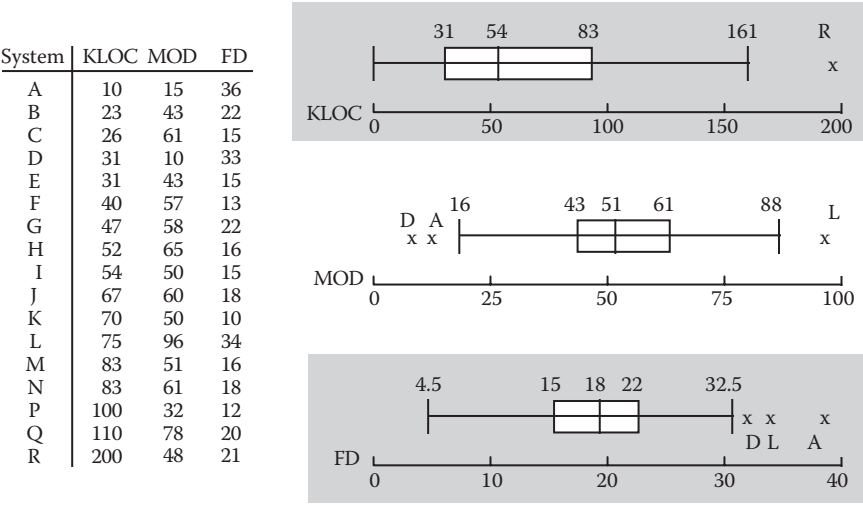 System KLOC MOD FD
A 10 15 36
B 23 43 22
C 26 61 15
D 31 10 33
E 31 43 15
F 40 57 13
G 47 58 22
H 52 65 16
I 54 50 15
J 67 60 18
K 70 50 10
L 75 96 34
M 83 51 16
N 83 61 18
P 100 32 12
Q 110 78 20
R 200 48 21
31 54 83 161 R
x
KLOC
0 50 100 150 200
D A 16 43 51 61 88 L
x x x
MOD
0 25 50 75 100
4.5 15 18 22 32.5
x x x
D L A
FD
0 10 20 30 40